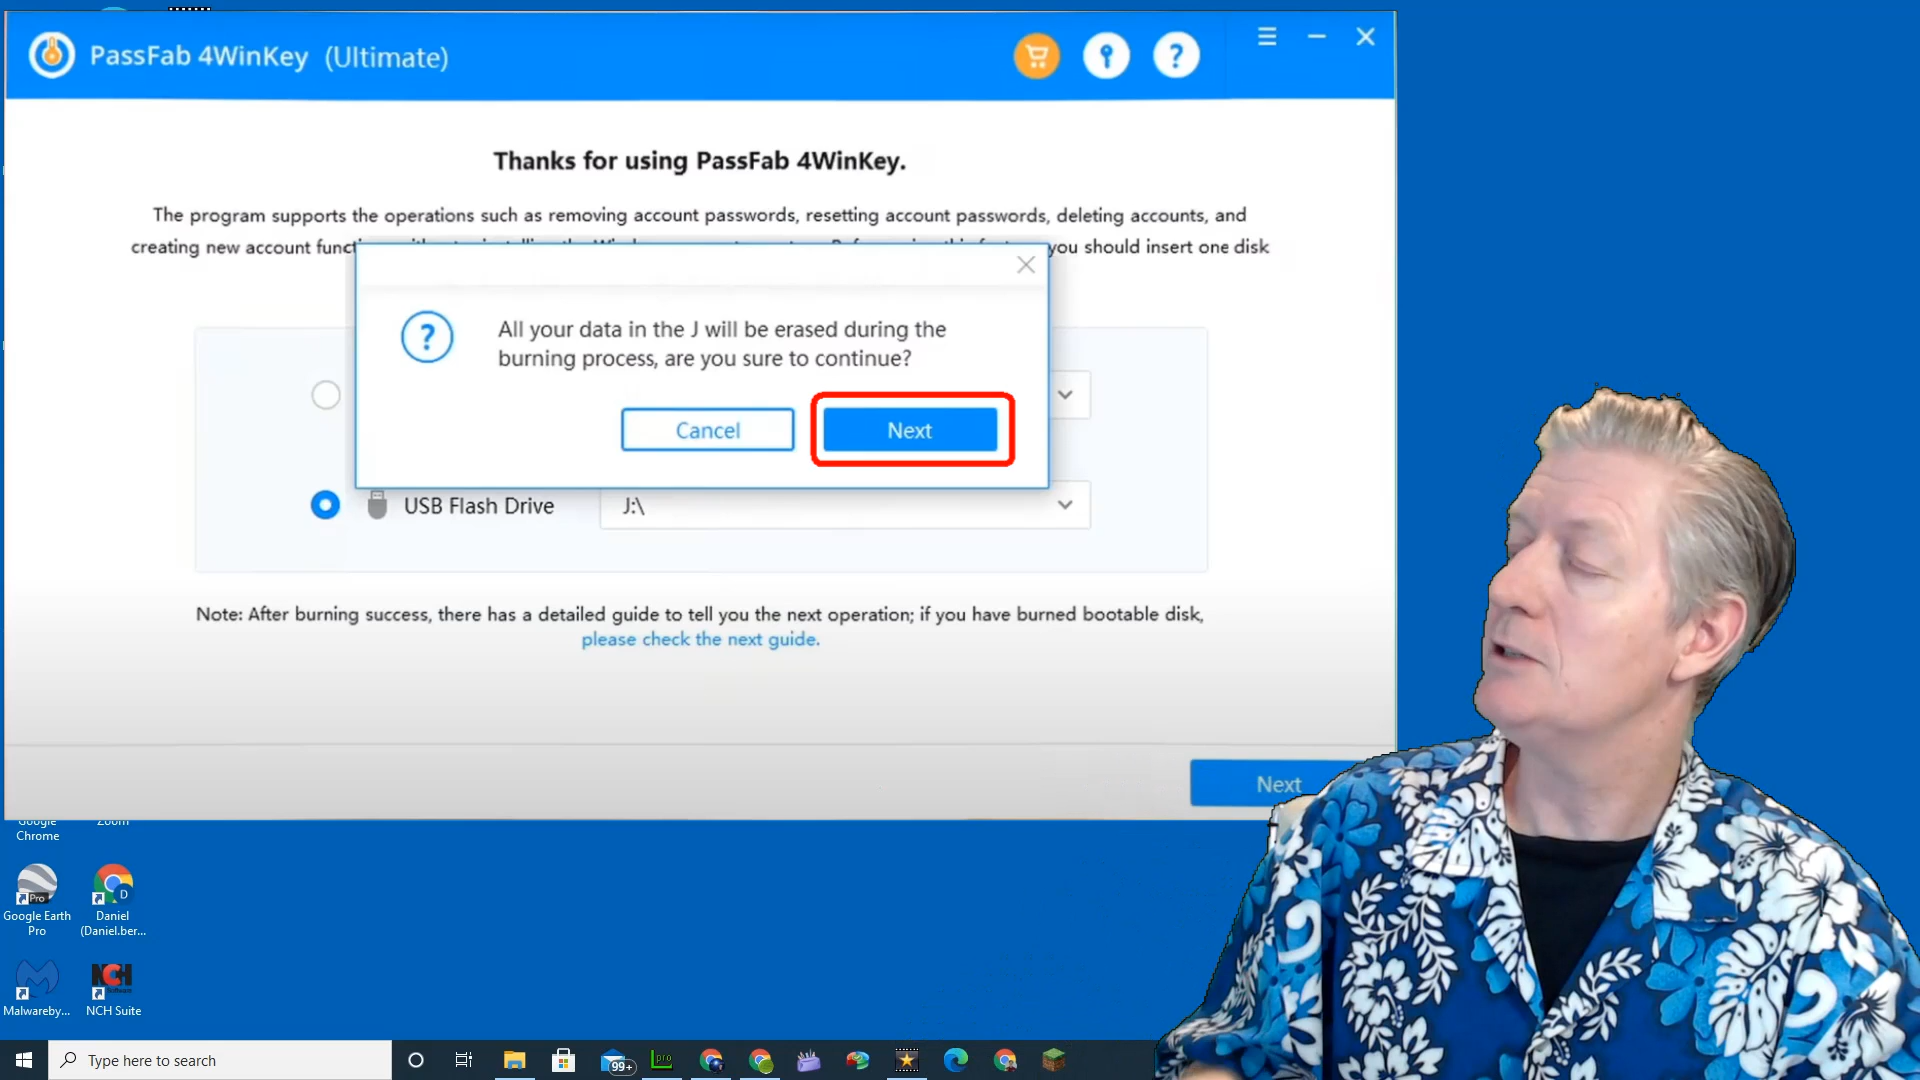 PassFab 4WinKey (Ultimate)
Thanks for using PassFab 4WinKey.
The program supports the operations such as removing account passwords, resetting account passwords, deleting accounts, and
creating new account you should insert one disk
All your data in the J will be erased during the
burning process, are you sure to continue?
Cancel
Next
USB Flash Drive
J:\
Note: After burning success, there has a detailed guide to tell you the next operation; if you have burned bootable disk,
please check the next guide.
Next
Google
Chrome
Zoom
Pro
D
Google Earth
Pro
Daniel
(Daniel.ber...
NCH
Malwareby...
NCH Suite
Type here to search
99+
pro